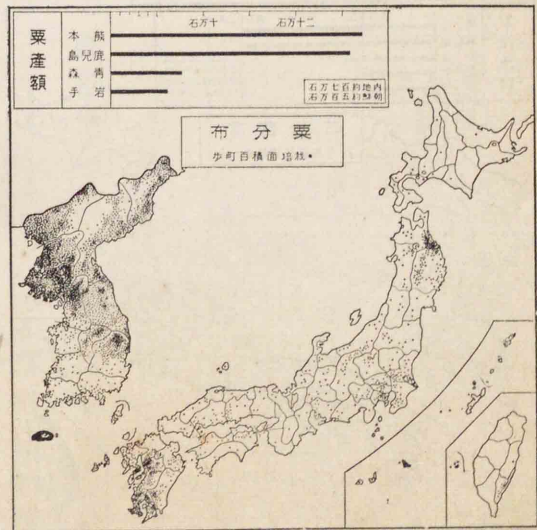 粟產額
十万石
二十万石
熊本
鹿兒島
青森
岩手
内地約百七万石
朝鮮約五百万石
粟分布
•栽培面積百町歩